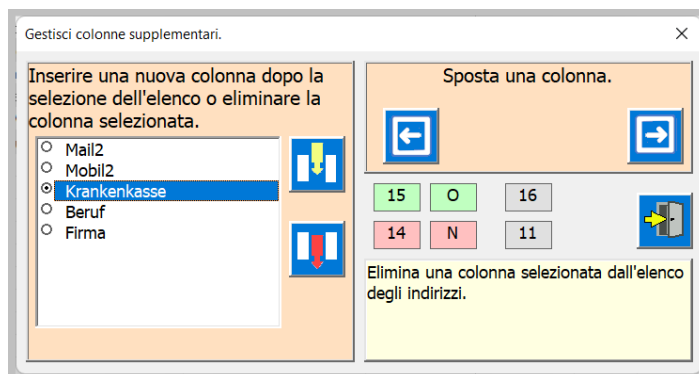 Gestisci colonne supplementari.
Inserire una nuova colonna dopo la
selezione dell'elenco o eliminare la
colonna selezionata.
Mail2
Mobil2
Krankenkasse
Beruf
Firma
Sposta una colonna.
15 O 16
14 N 11
Elimina una colonna selezionata dall'elenco
degli indirizzi.